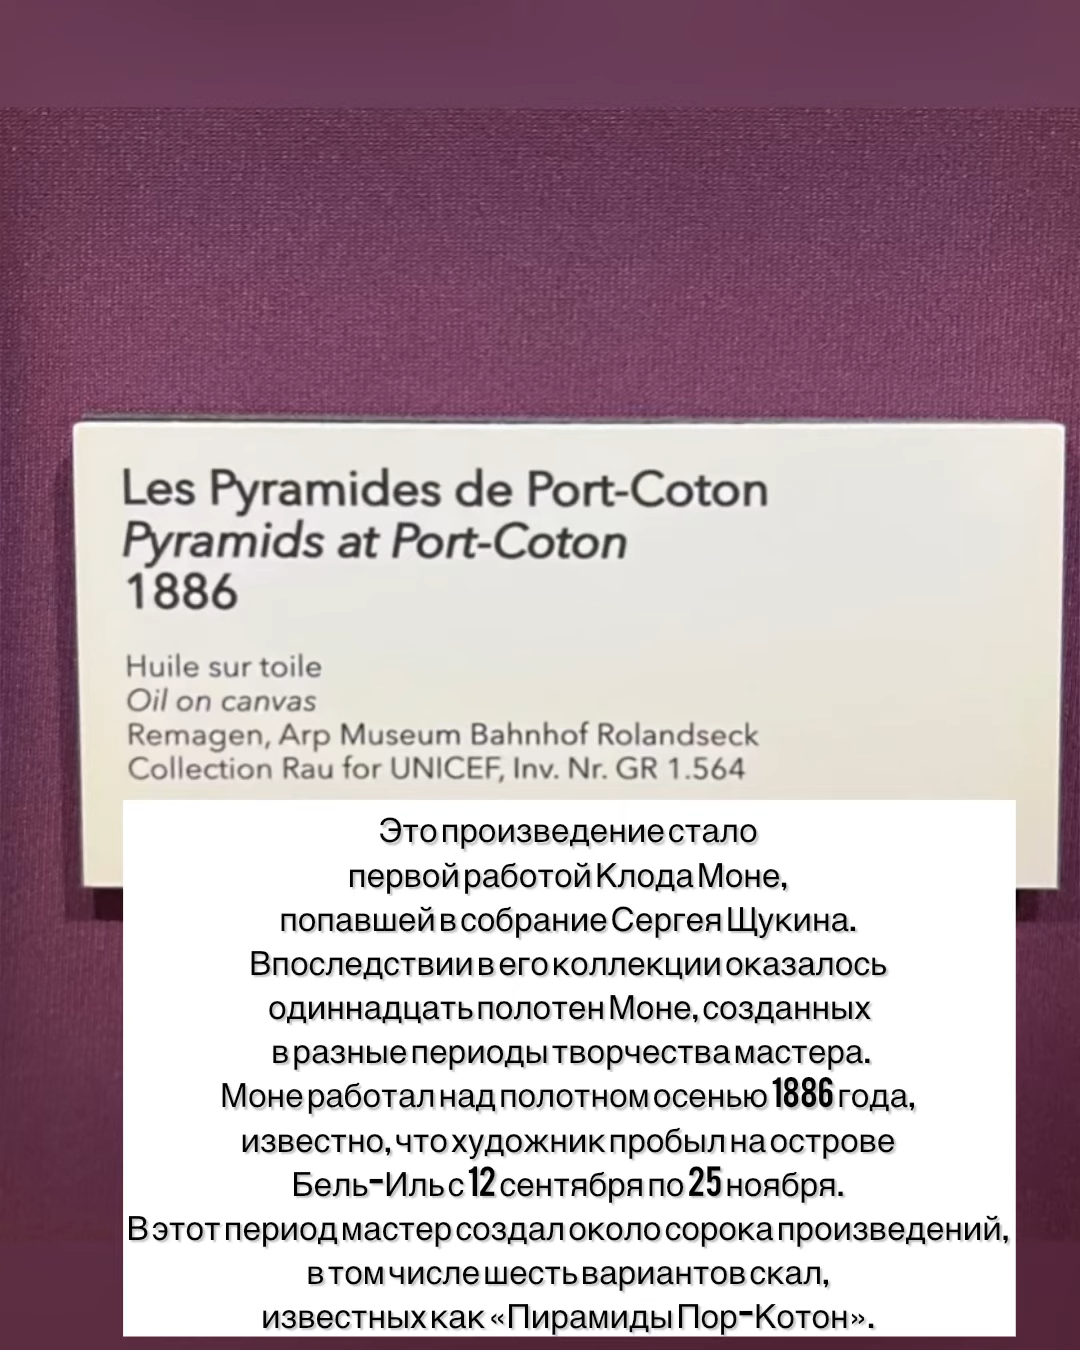 Les Pyramides de Port-Coton
Pyramids at Port-Coton
1886
Huile sur toile
Oil on canvas
Remagen, Arp Museum Bahnhof Rolandseck
Collection Rau for UNICEF, Inv. Nr. GR 1.564
Это произведение стало
первой работой Клода Моне,
попавшей в собрание Сергея Щукина.
Впоследствии в его коллекции оказалось
одиннадцать полотен Моне, созданных
в разные периоды творчества мастера.
Моне работал над полотном осенью 1886 года,
известно, что художник пробыл на острове
Бель-Иль с 12 сентября по 25 ноября.
В этот период мастер создал около сорока произведений,
в том числе шесть вариантов скал,
известных как «Пирамиды Пор-Котон».